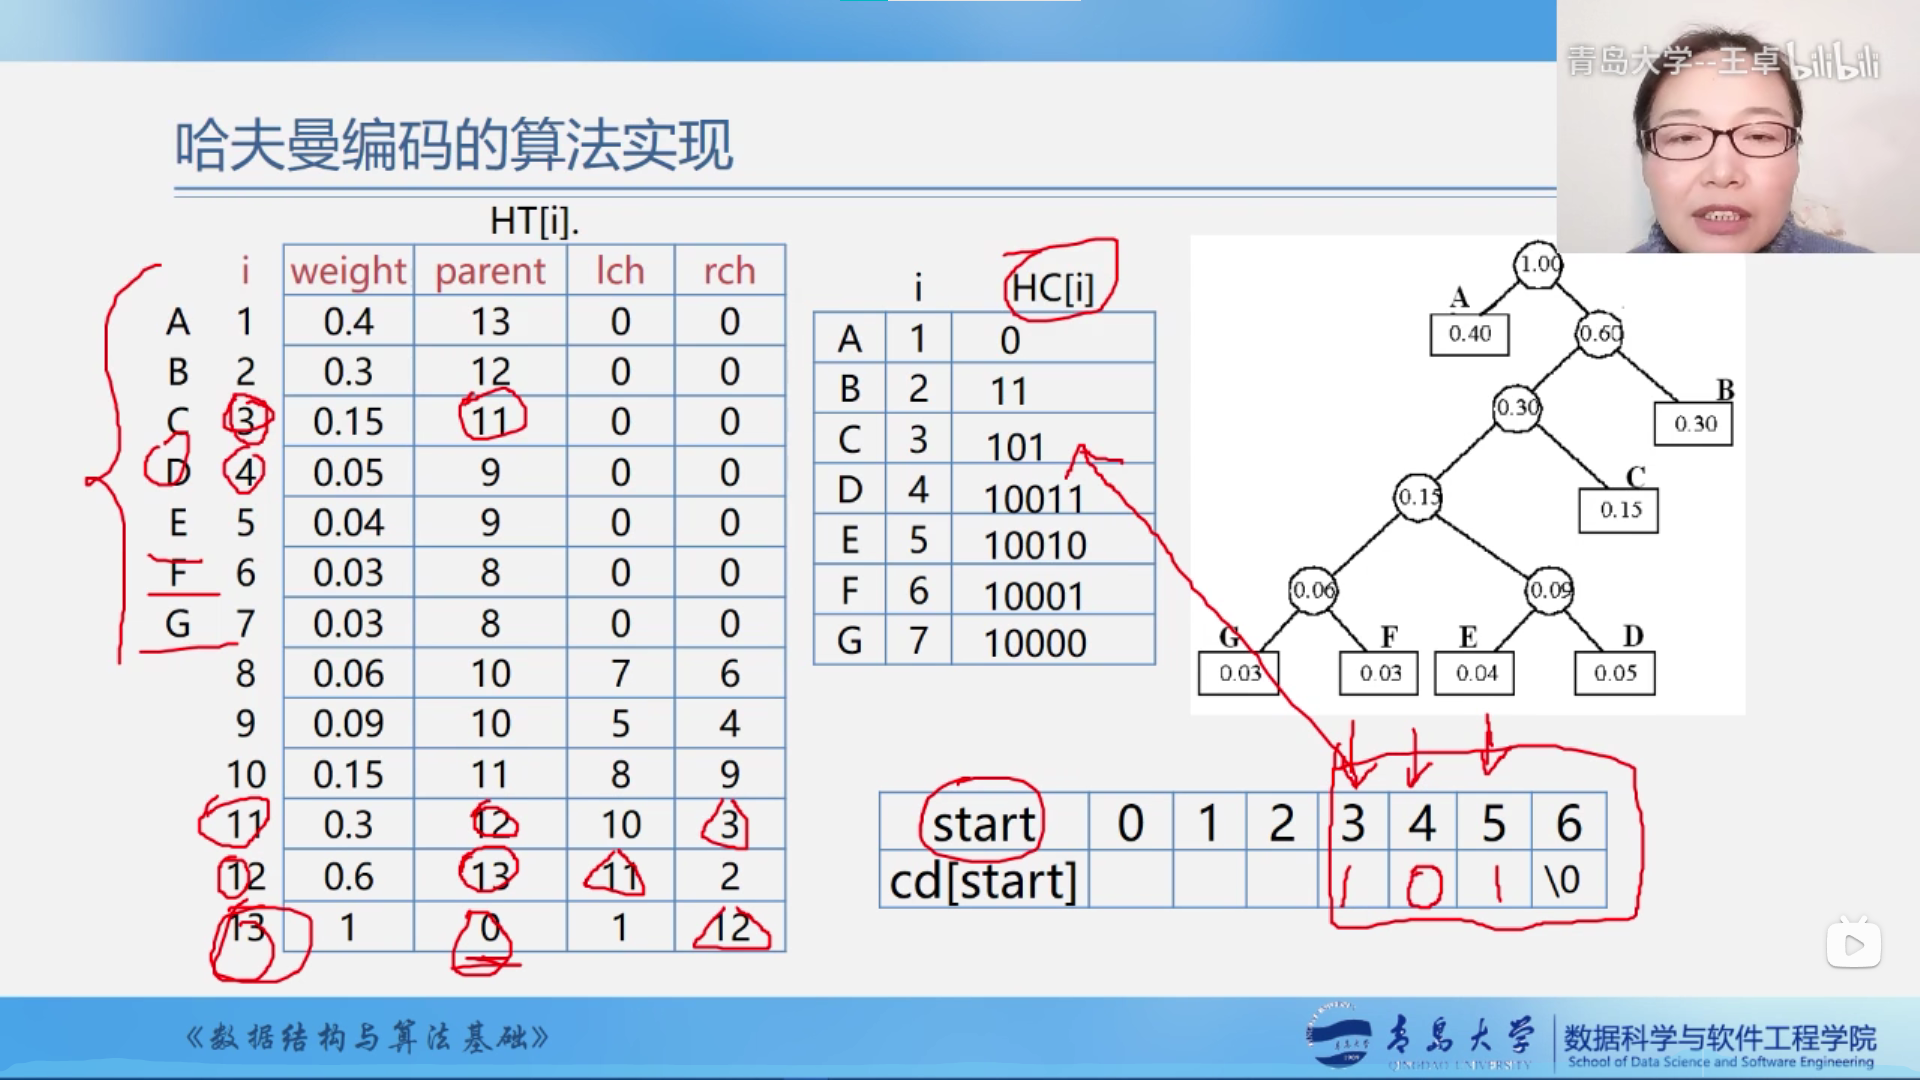 青岛大学--王卓 bilibili
哈夫曼编码的算法实现
HT[i].
i weight parent lch rch
A 1 0.4 13 0 0
B 2 0.3 12 0 0
C 3 0.15 11 0 0
D 4 0.05 9 0 0
E 5 0.04 9 0 0
F 6 0.03 8 0 0
G 7 0.03 8 0 0
8 0.06 10 7 6
9 0.09 10 5 4
10 0.15 11 8 9
11 0.3 12 10 3
12 0.6 13 11 2
13 1 0 1 12
i HC[i]
A 1 0
B 2 11
C 3 101
D 4 10011
E 5 10010
F 6 10001
G 7 10000
1.00
A
0.40 0.60
0.30 B
0.30
0.15 C
0.15
0.06 0.09
G F E D
0.03 0.03 0.04 0.05
start 0 1 2 3 4 5 6
cd[start] 1 0 1 \0
《数据结构与算法基础》
青岛大学
QINGDAO UNIVERSITY
数据科学与软件工程学院
School of Data Science and Software Engineering